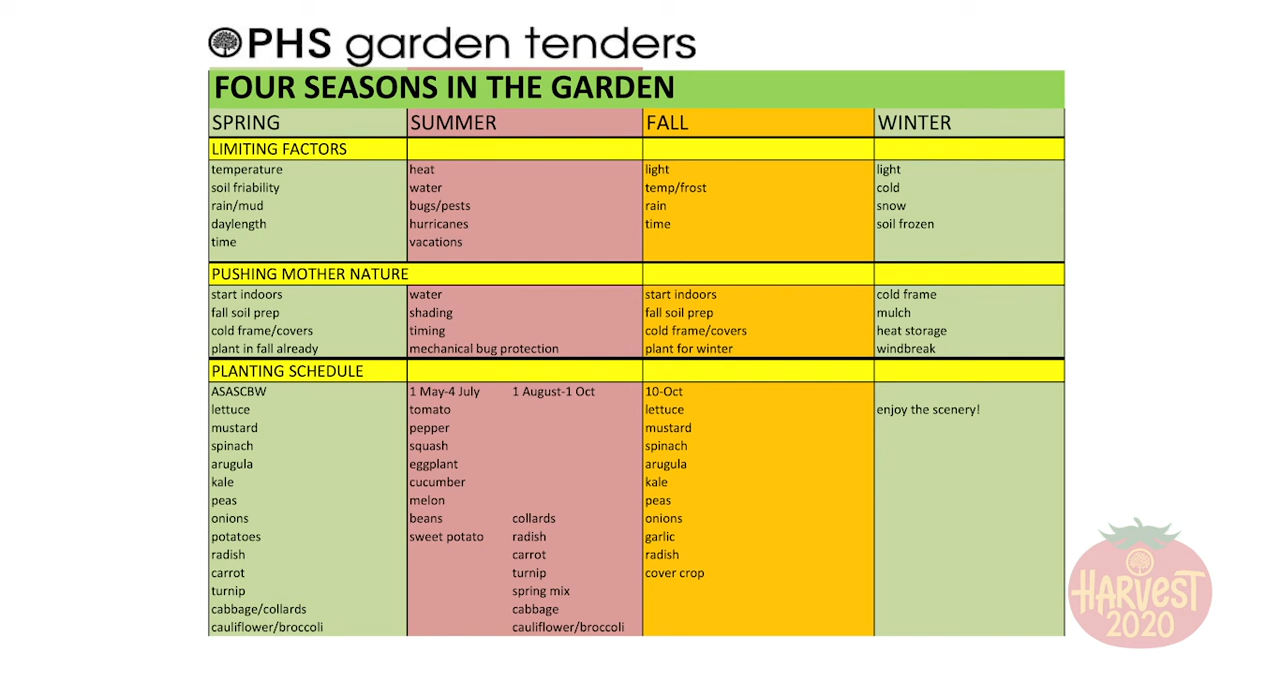 PHS garden tenders
FOUR SEASONS IN THE GARDEN
SPRING SUMMER FALL WINTER
LIMITING FACTORS
temperature heat light light
soil friability water temp/frost cold
rain/mud bugs/pests rain snow
daylength hurricanes time soil frozen
time vacations
PUSHING MOTHER NATURE
start indoors water start indoors cold frame
fall soil prep shading fall soil prep mulch
cold frame/covers timing cold frame/covers heat storage
plant in fall already mechanical bug protection plant for winter windbreak
PLANTING SCHEDULE
ASASCBW 1 May-4 July 1 August-1 Oct 10-Oct
lettuce tomato lettuce enjoy the scenery!
mustard pepper mustard
spinach squash spinach
arugula eggplant arugula
kale cucumber kale
peas melon peas
onions beans collards onions
potatoes sweet potato radish garlic
radish carrot radish
carrot turnip cover crop
turnip spring mix
cabbage/collards cabbage
cauliflower/broccoli cauliflower/broccoli
HARVEST
2020